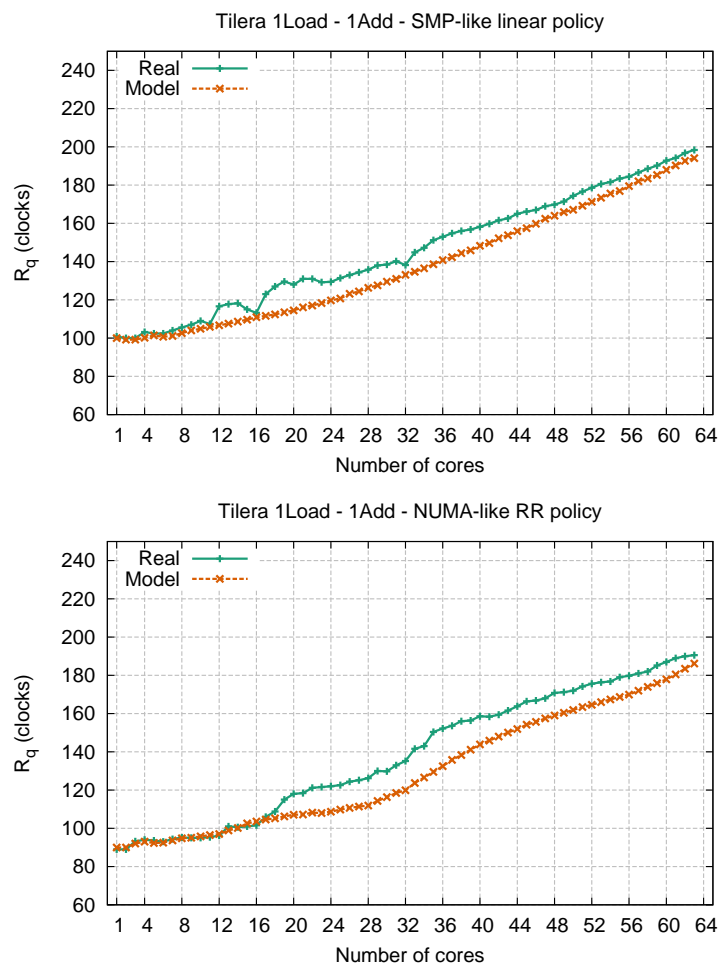 Tilera 1Load - 1Add - SMP-like linear policy
240
220
200
180
160
140
120
100
80
60
R_q (clocks)
Real
Model
1 4 8 12 16 20 24 28 32 36 40 44 48 52 56 60 64
Number of cores
Tilera 1Load - 1Add - NUMA-like RR policy
240
220
200
180
160
140
120
100
80
60
R_q (clocks)
Real
Model
1 4 8 12 16 20 24 28 32 36 40 44 48 52 56 60 64
Number of cores